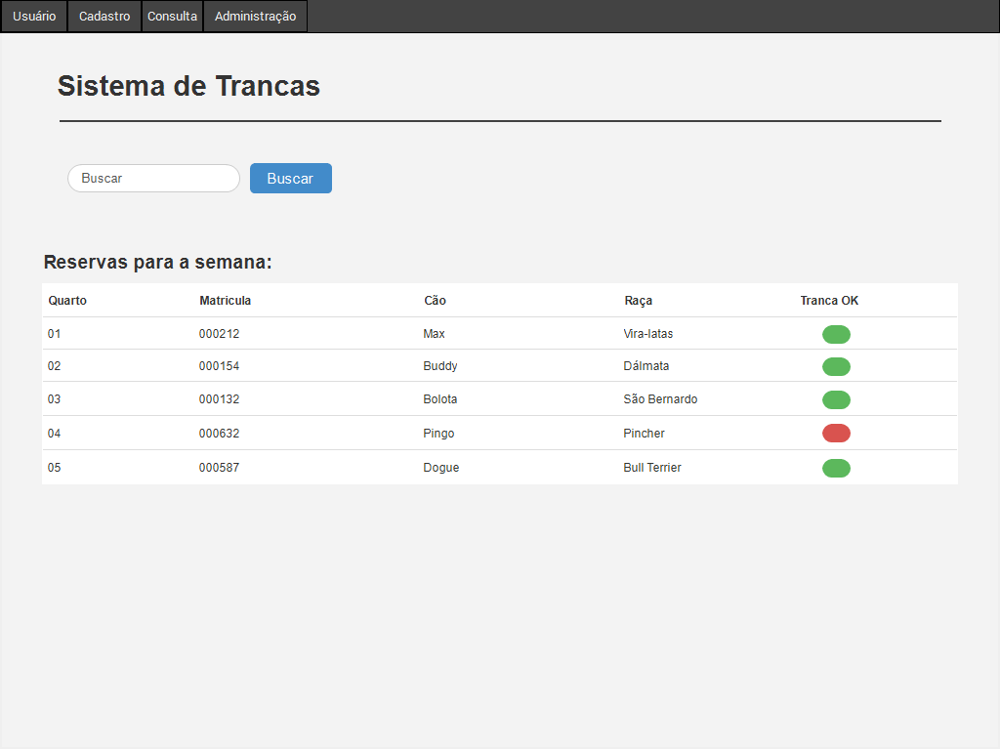 Usuário Cadastro Consulta Administração
Sistema de Trancas
Buscar Buscar
Reservas para a semana:
Quarto Matricula Cão Raça Tranca OK
01 000212 Max Vira-latas
02 000154 Buddy Dálmata
03 000132 Bolota São Bernardo
04 000632 Pingo Pincher
05 000587 Dogue Bull Terrier